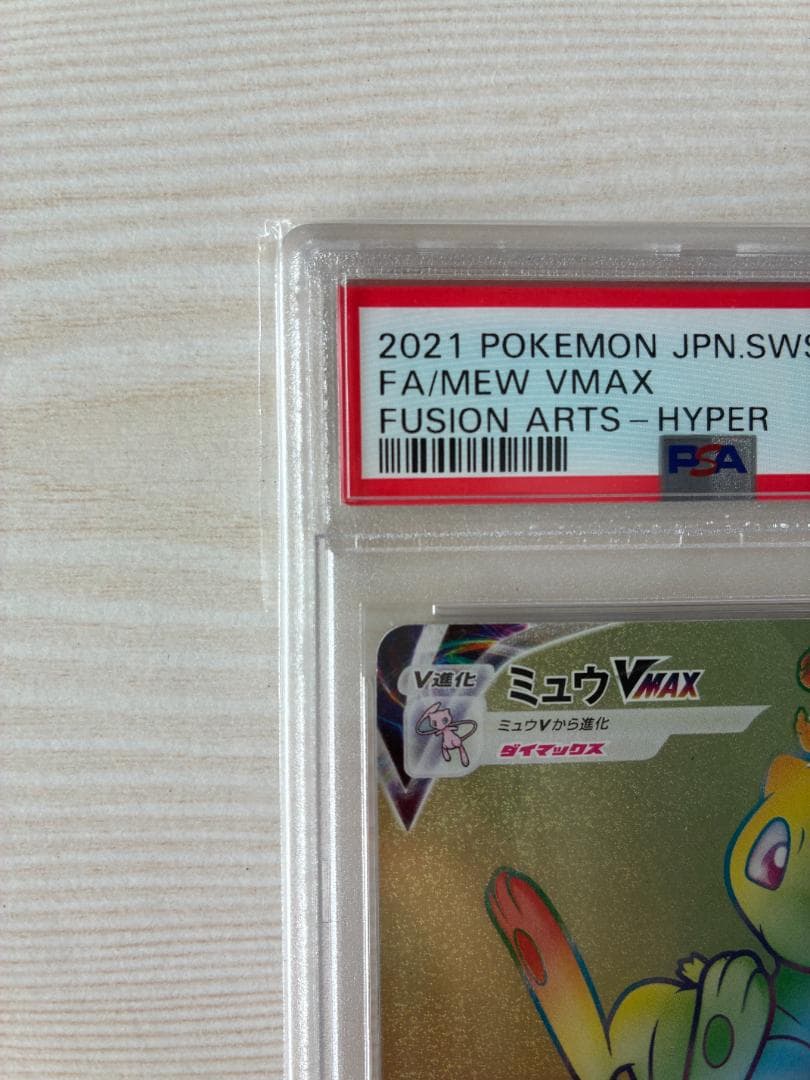 2021 POKEMON JPN.SWS
FA/MEW VMAX
FUSION ARTS-HYPER
PSA
V進化
ミュウVMAX
ミュウVから進化
ダイマックス